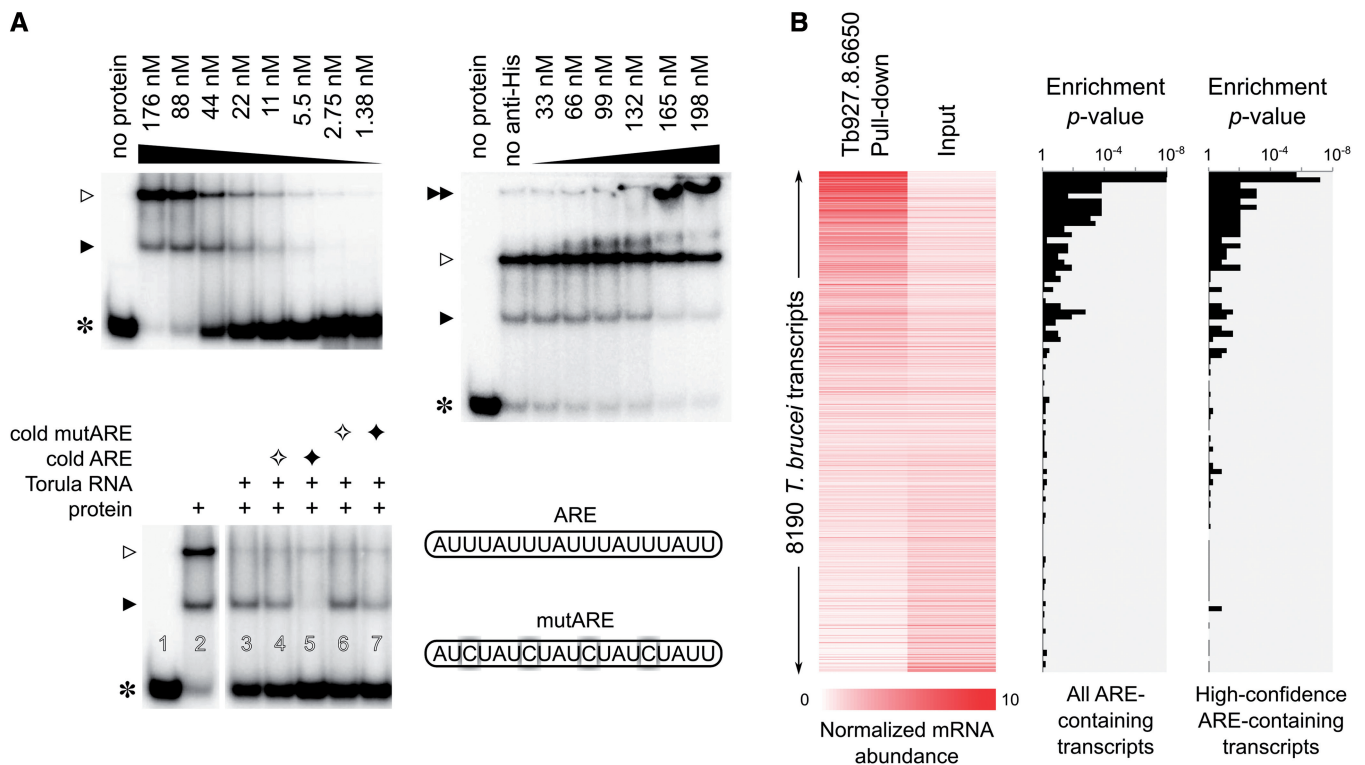 A
no protein
176 nM
88 nM
44 nM
22 nM
11 nM
5.5 nM
2.75 nM
1.38 nM
*
no protein
no anti-His
33 nM
66 nM
99 nM
132 nM
165 nM
198 nM
*
cold mutARE
cold ARE
Torula RNA + + + + +
protein + + + + + +
1 2 3 4 5 6 7
*
ARE
AUUUAUUUAUUUAUUUAUU
mutARE
AUCUAUCUAUCUAUCUAUU
B
Tb927.8.6650
Pull-down
Input
8190 T. brucei transcripts
0 10
Normalized mRNA
abundance
Enrichment
p-value
1 10-4 10-8
All ARE-
containing
transcripts
Enrichment
p-value
1 10-4 10-8
High-confidence
ARE-containing
transcripts